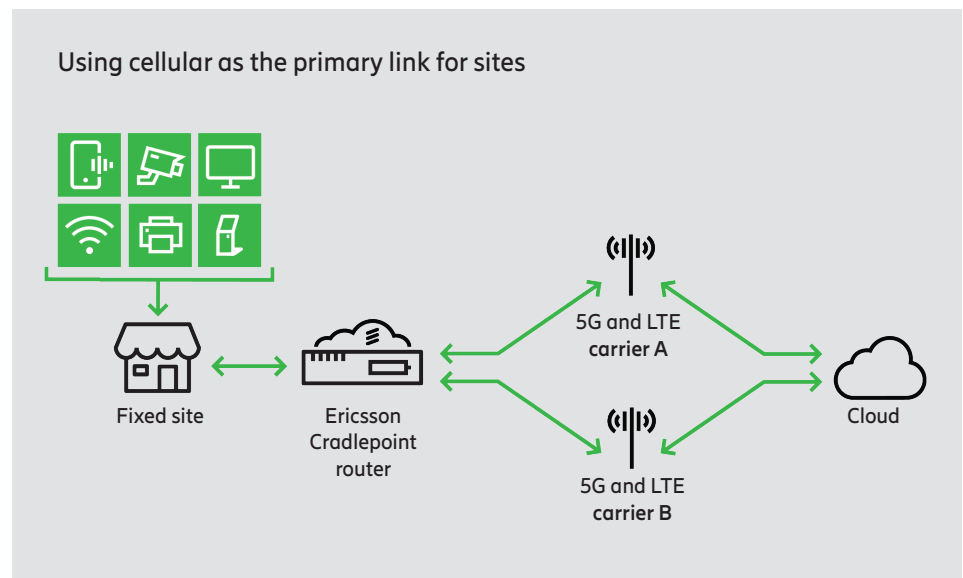 Using cellular as the primary link for sites
5G and LTE
carrier A
Fixed site
Ericsson
Cradlepoint
router
Cloud
5G and LTE
carrier B